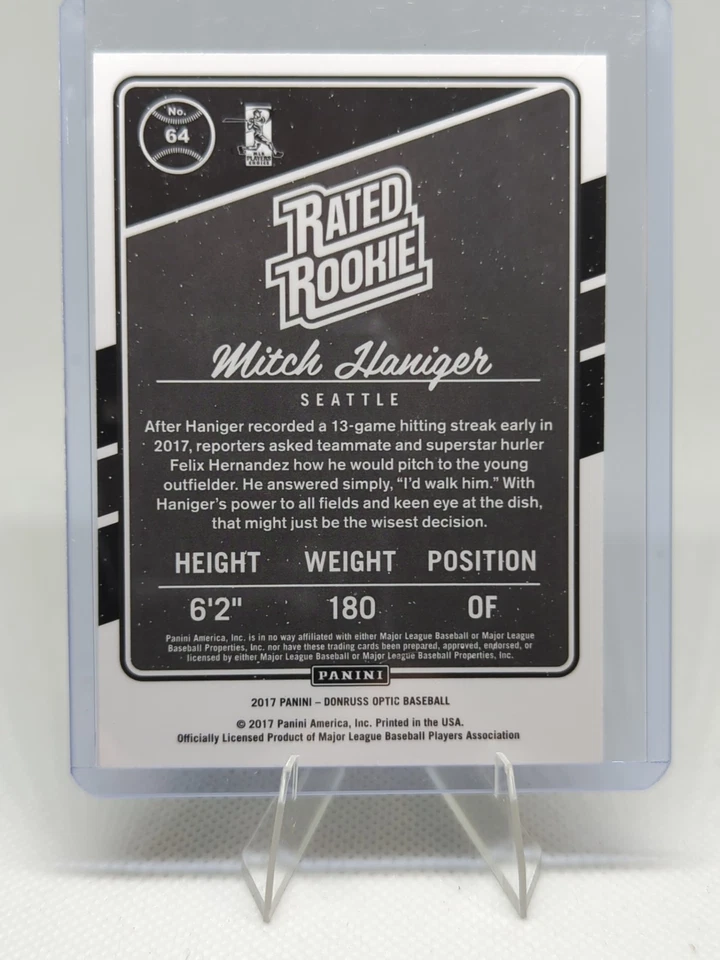 No.
64
MLB
PLAYERS
CHOICE
RATED
ROOKIE
Mitch Haniger
SEATTLE
After Haniger recorded a 13-game hitting streak early in
2017, reporters asked teammate and superstar hurler
Felix Hernandez how he would pitch to the young
outfielder. He answered simply, “I'd walk him.” With
Haniger's power to all fields and keen eye at the dish,
that might just be the wisest decision.
HEIGHT WEIGHT POSITION
6'2" 180 OF
Panini America, Inc. is in no way affiliated with either Major League Baseball or Major League
Baseball Properties, Inc. nor have these trading cards been prepared, approved, endorsed, or
licensed by either Major League Baseball or Major League Baseball Properties, Inc.
PANINI
2017 PANINI – DONRUSS OPTIC BASEBALL
© 2017 Panini America, Inc. Printed in the USA.
Officially Licensed Product of Major League Baseball Players Association